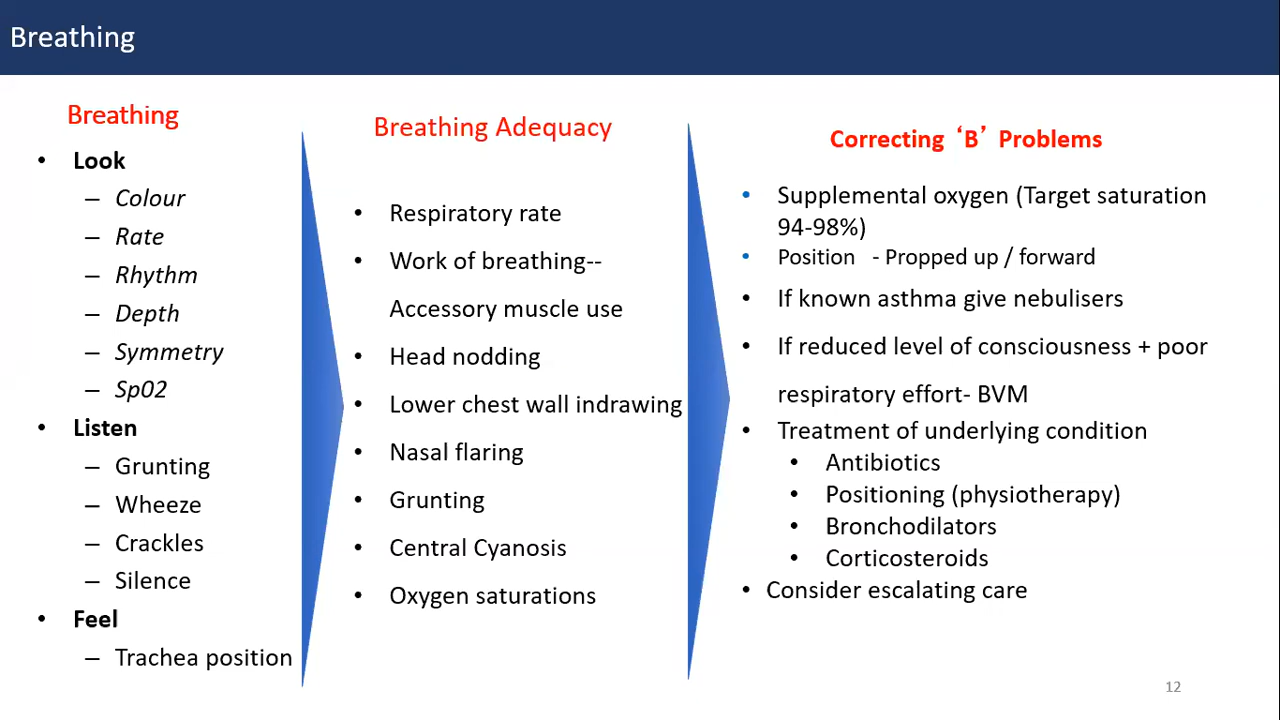 Breathing
Breathing
• Look
– Colour
– Rate
– Rhythm
– Depth
– Symmetry
– Sp02
• Listen
– Grunting
– Wheeze
– Crackles
– Silence
• Feel
– Trachea position
Breathing Adequacy
• Respiratory rate
• Work of breathing--
Accessory muscle use
• Head nodding
• Lower chest wall indrawing
• Nasal flaring
• Grunting
• Central Cyanosis
• Oxygen saturations
Correcting ‘B’ Problems
• Supplemental oxygen (Target saturation
94-98%)
• Position - Propped up / forward
• If known asthma give nebulisers
• If reduced level of consciousness + poor
respiratory effort- BVM
• Treatment of underlying condition
• Antibiotics
• Positioning (physiotherapy)
• Bronchodilators
• Corticosteroids
• Consider escalating care
12